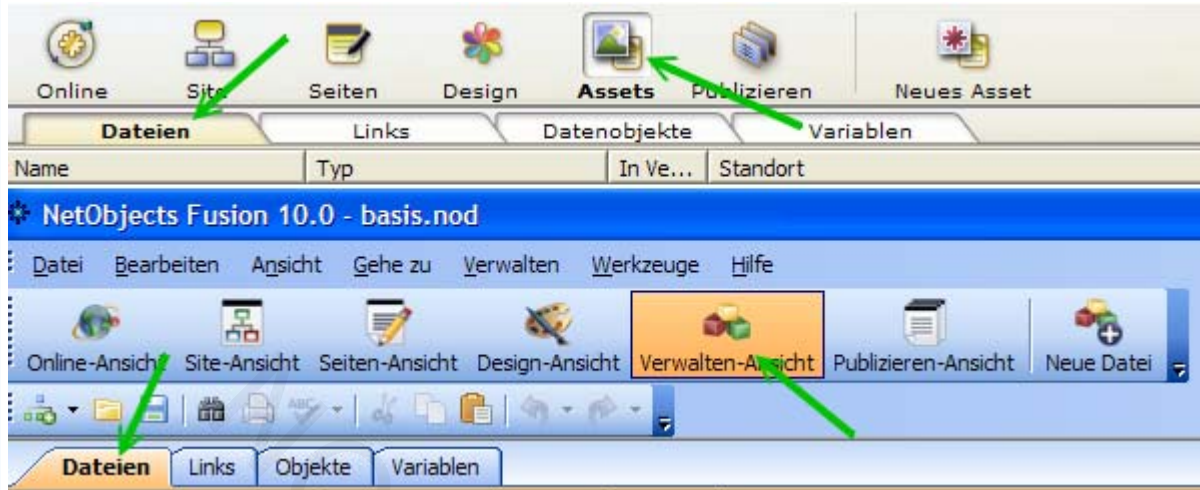 Online Site Seiten Design Assets Publizieren Neues Asset
Dateien Links Datenobjekte Variablen
Name Typ In Ve... Standort
NetObjects Fusion 10.0 - basis.nod
Datei Bearbeiten Ansicht Gehe zu Verwalten Werkzeuge Hilfe
Online-Ansicht Site-Ansicht Seiten-Ansicht Design-Ansicht Verwalten-Ansicht Publizieren-Ansicht Neue Datei
ABC
Dateien Links Objekte Variablen